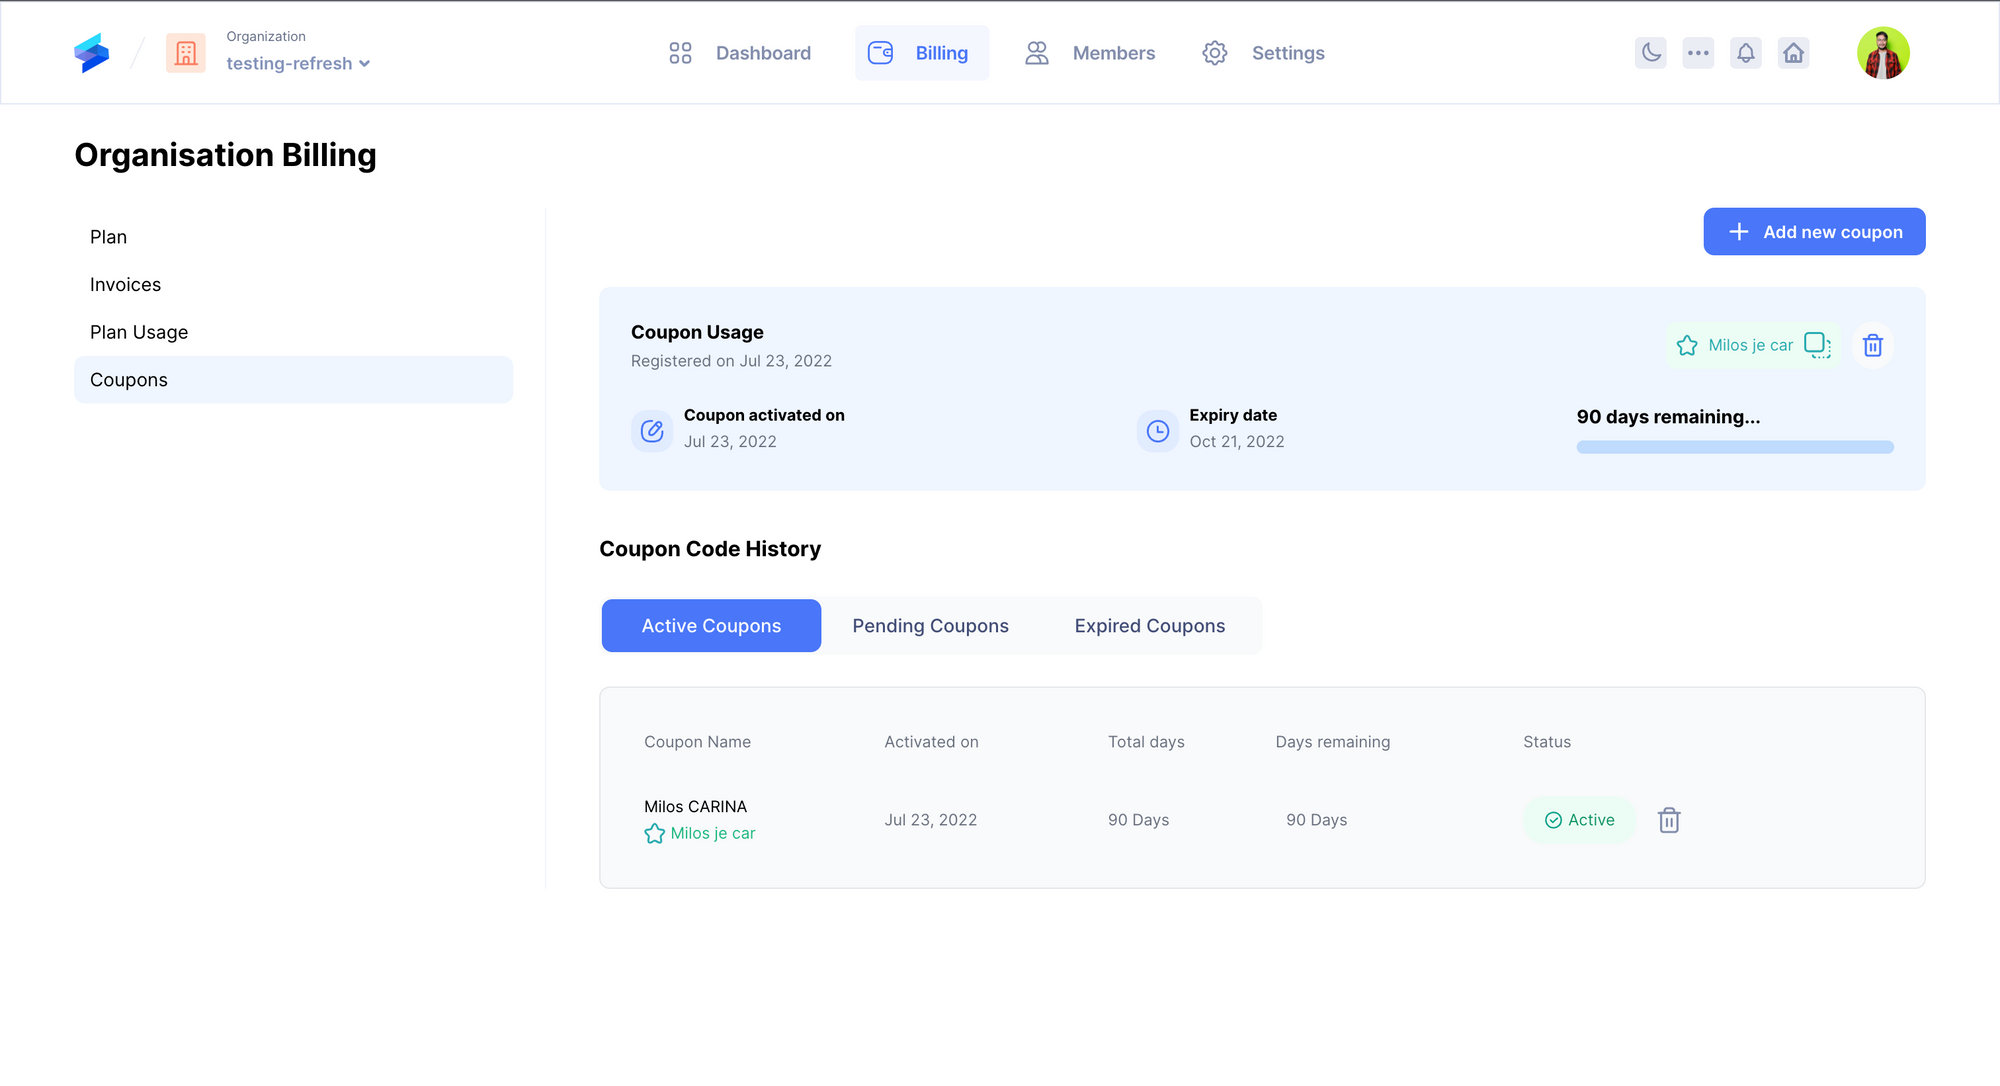 Organization
testing-refresh
Dashboard
Billing
Members
Settings
Organisation Billing
Plan
Invoices
Plan Usage
Coupons
Add new coupon
Coupon Usage
Registered on Jul 23, 2022
Milos je car
Coupon activated on
Jul 23, 2022
Expiry date
Oct 21, 2022
90 days remaining...
Coupon Code History
Active Coupons
Pending Coupons
Expired Coupons
Coupon Name
Activated on
Total days
Days remaining
Status
Milos CARINA
Milos je car
Jul 23, 2022
90 Days
90 Days
Active